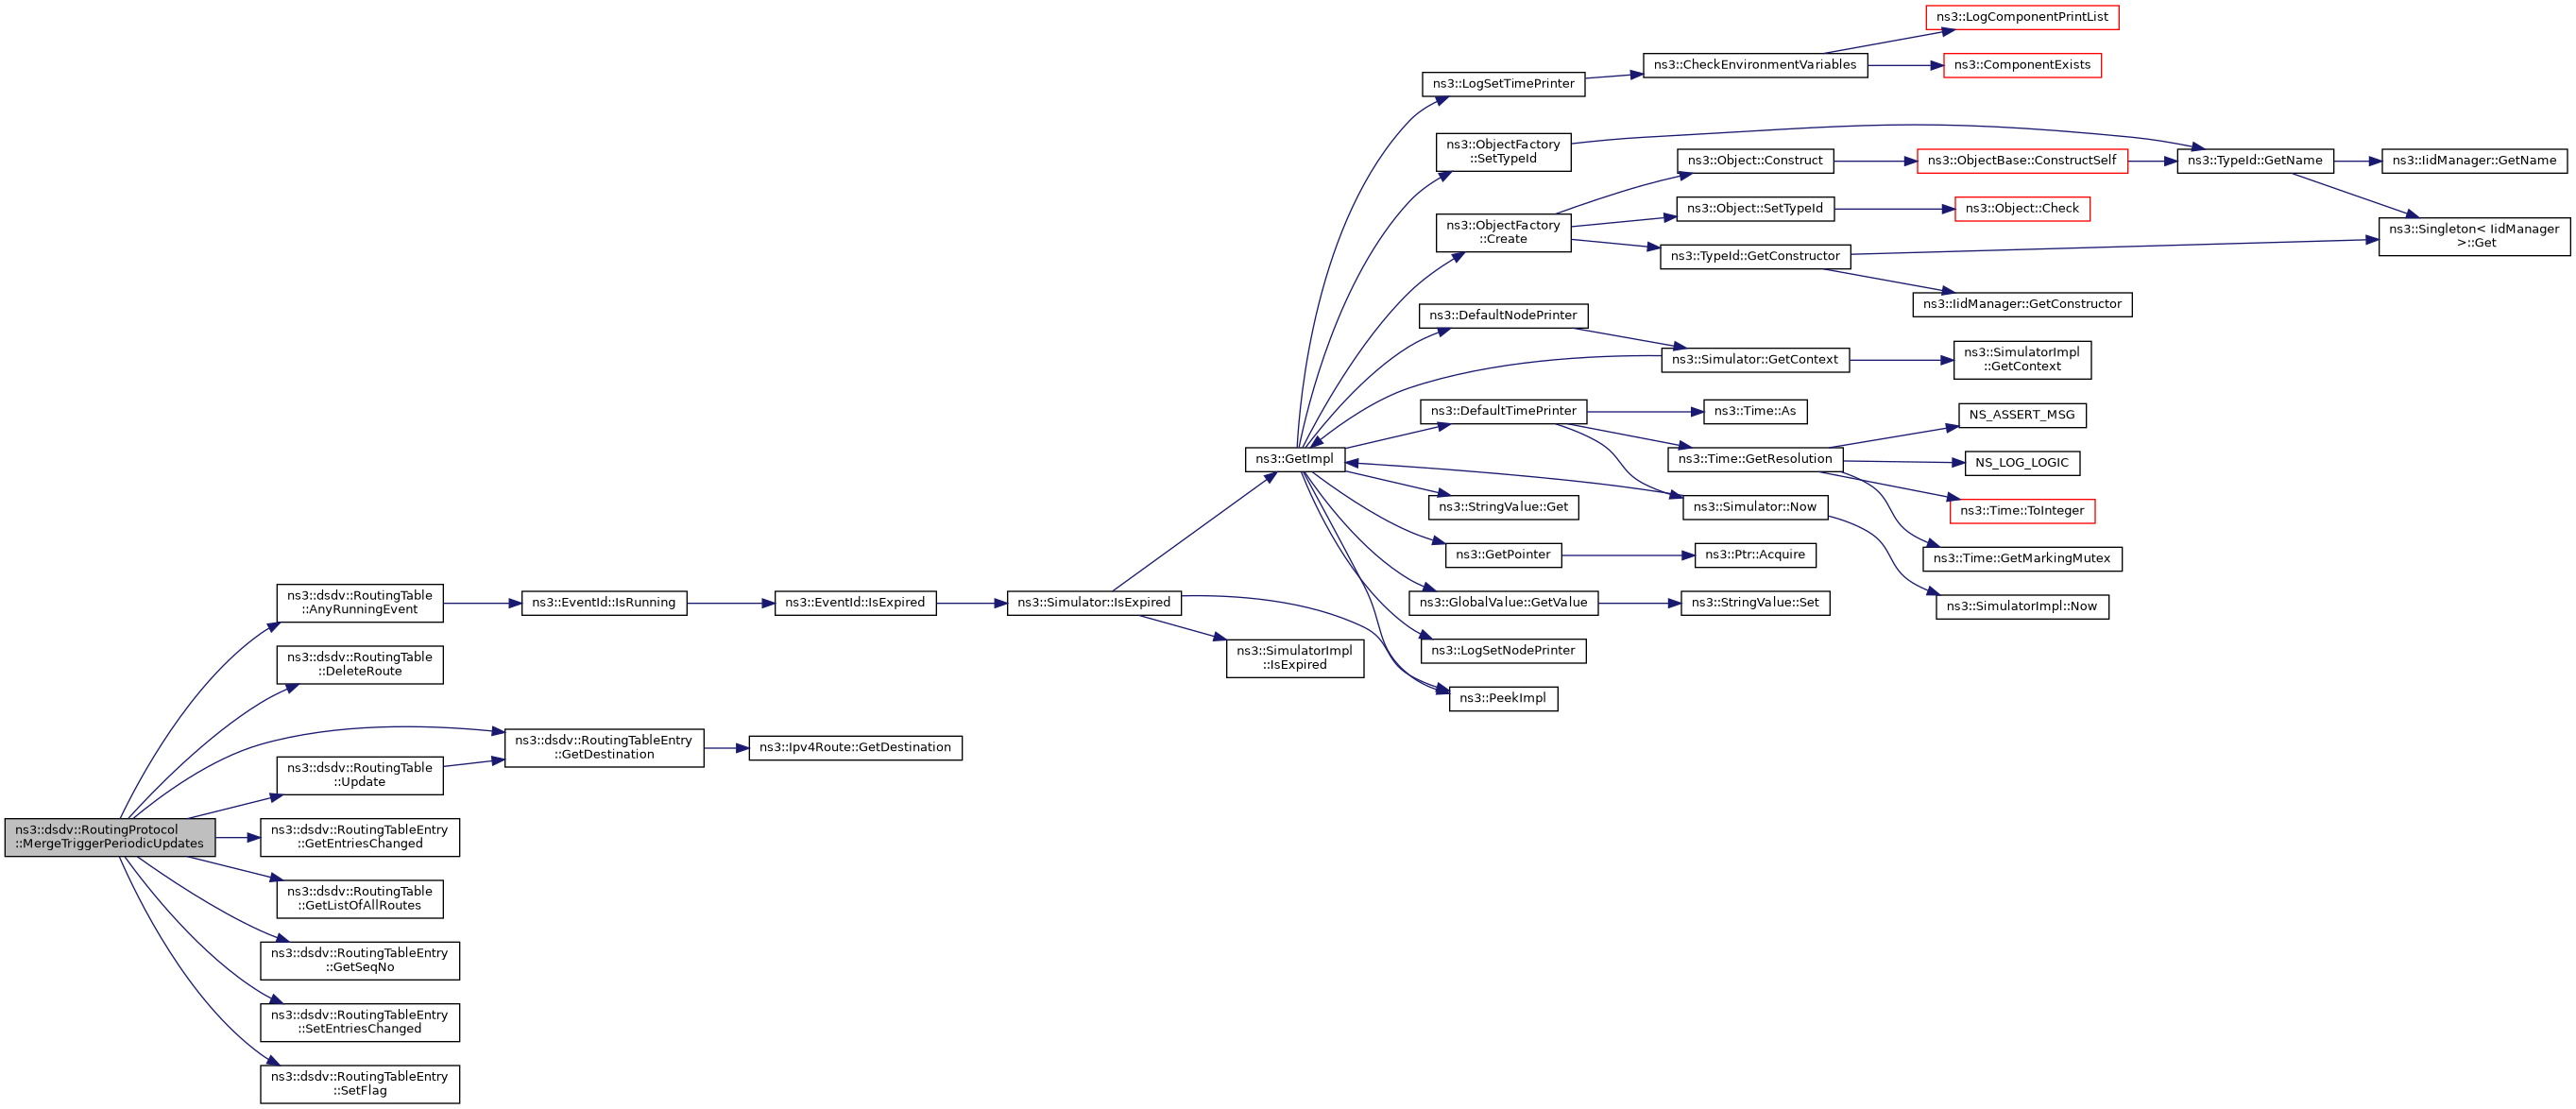 ns3::LogComponentPrintList
ns3::CheckEnvironmentVariables
ns3::ComponentExists
ns3::LogSetTimePrinter
ns3::ObjectFactory
::SetTypeId
ns3::Object::Construct
ns3::ObjectBase::ConstructSelf
ns3::TypeId::GetName
ns3::IidManager::GetName
ns3::Object::SetTypeId
ns3::Object::Check
ns3::ObjectFactory
::Create
ns3::Singleton< IidManager
>::Get
ns3::TypeId::GetConstructor
ns3::IidManager::GetConstructor
ns3::DefaultNodePrinter
ns3::Simulator::GetContext
ns3::SimulatorImpl
::GetContext
ns3::DefaultTimePrinter
ns3::Time::As
NS_ASSERT_MSG
ns3::GetImpl
ns3::Time::GetResolution
NS_LOG_LOGIC
ns3::StringValue::Get
ns3::Simulator::Now
ns3::Time::ToInteger
ns3::GetPointer
ns3::Ptr::Acquire
ns3::Time::GetMarkingMutex
ns3::dsdv::RoutingTable
::AnyRunningEvent
ns3::EventId::IsRunning
ns3::EventId::IsExpired
ns3::Simulator::IsExpired
ns3::GlobalValue::GetValue
ns3::StringValue::Set
ns3::SimulatorImpl::Now
ns3::dsdv::RoutingTable
::DeleteRoute
ns3::SimulatorImpl
::IsExpired
ns3::LogSetNodePrinter
ns3::PeekImpl
ns3::dsdv::RoutingTableEntry
::GetDestination
ns3::Ipv4Route::GetDestination
ns3::dsdv::RoutingTable
::Update
ns3::dsdv::RoutingProtocol
::MergeTriggerPeriodicUpdates
ns3::dsdv::RoutingTableEntry
::GetEntriesChanged
ns3::dsdv::RoutingTable
::GetListOfAllRoutes
ns3::dsdv::RoutingTableEntry
::GetSeqNo
ns3::dsdv::RoutingTableEntry
::SetEntriesChanged
ns3::dsdv::RoutingTableEntry
::SetFlag